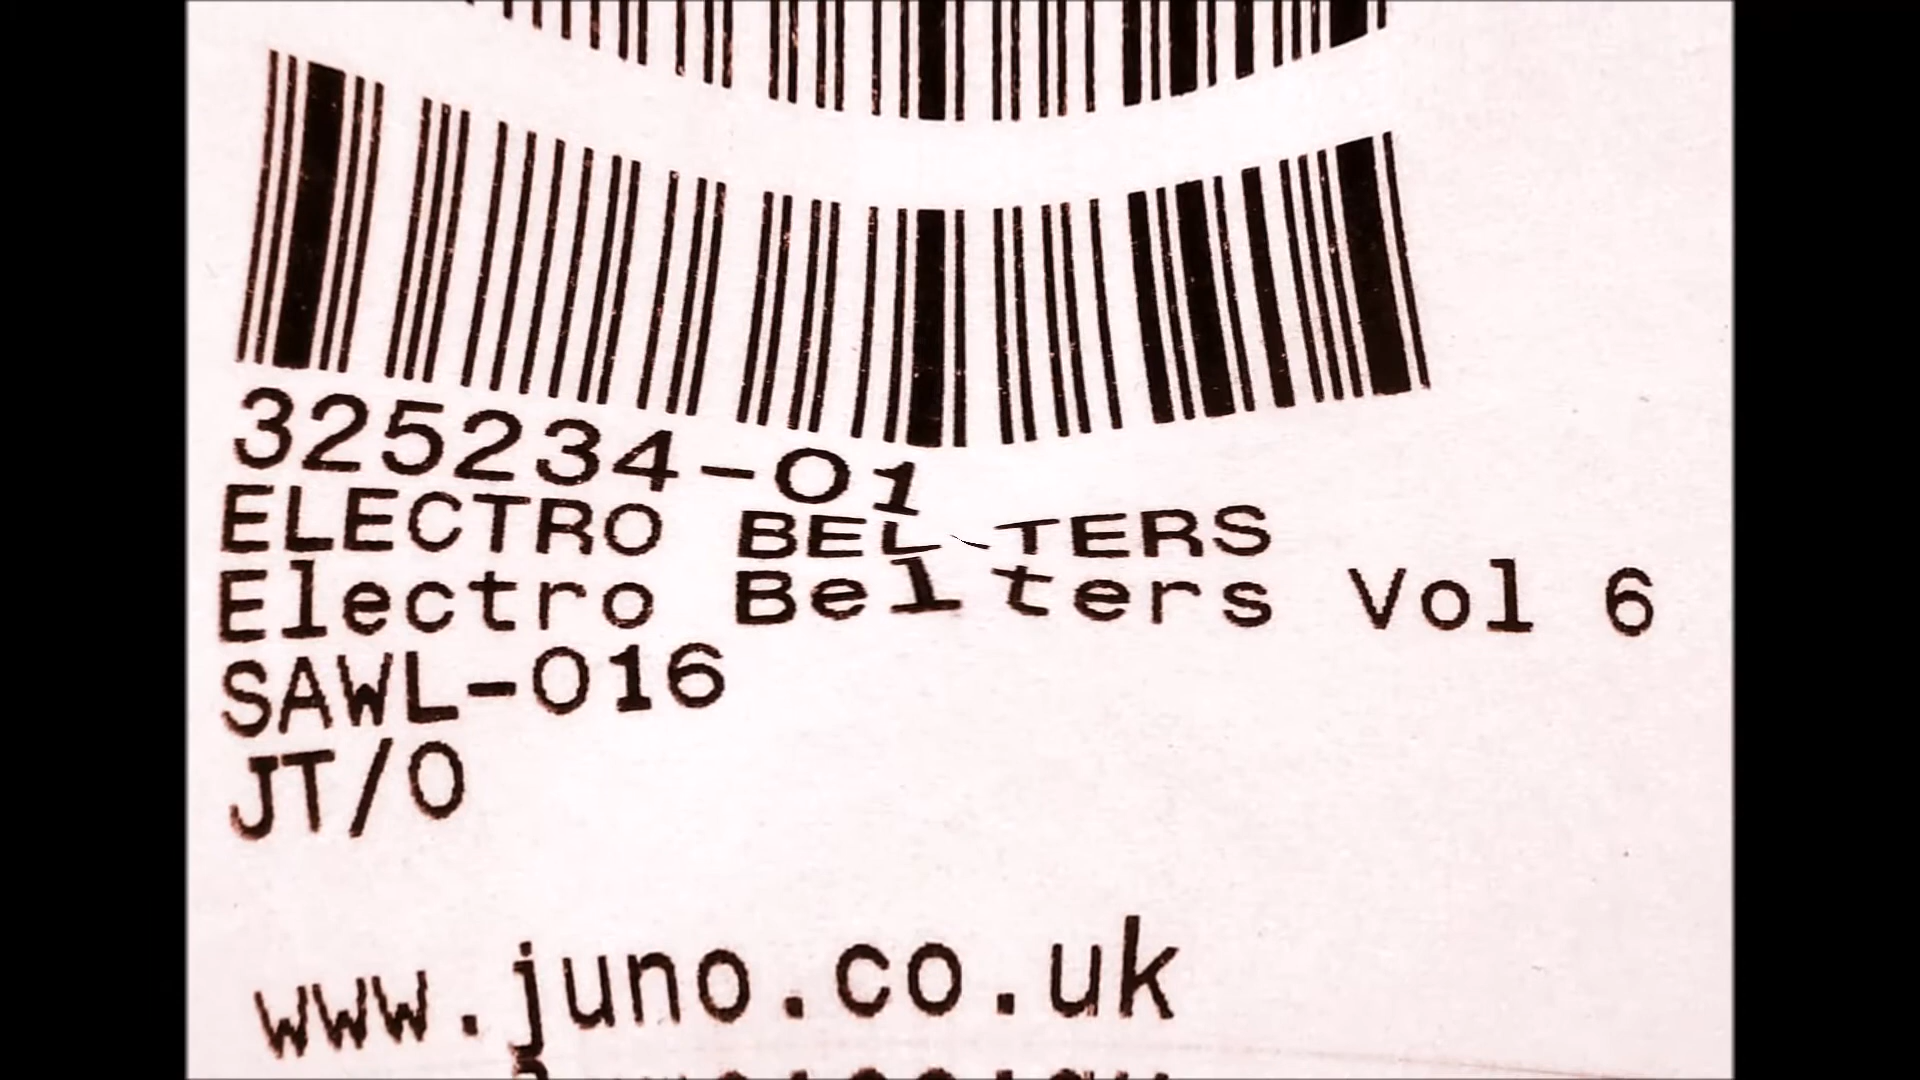 325234-01
ELECTRO BELTERS
Electro Belters Vol 6
SAWL-016
JT/O
www.juno.co.uk